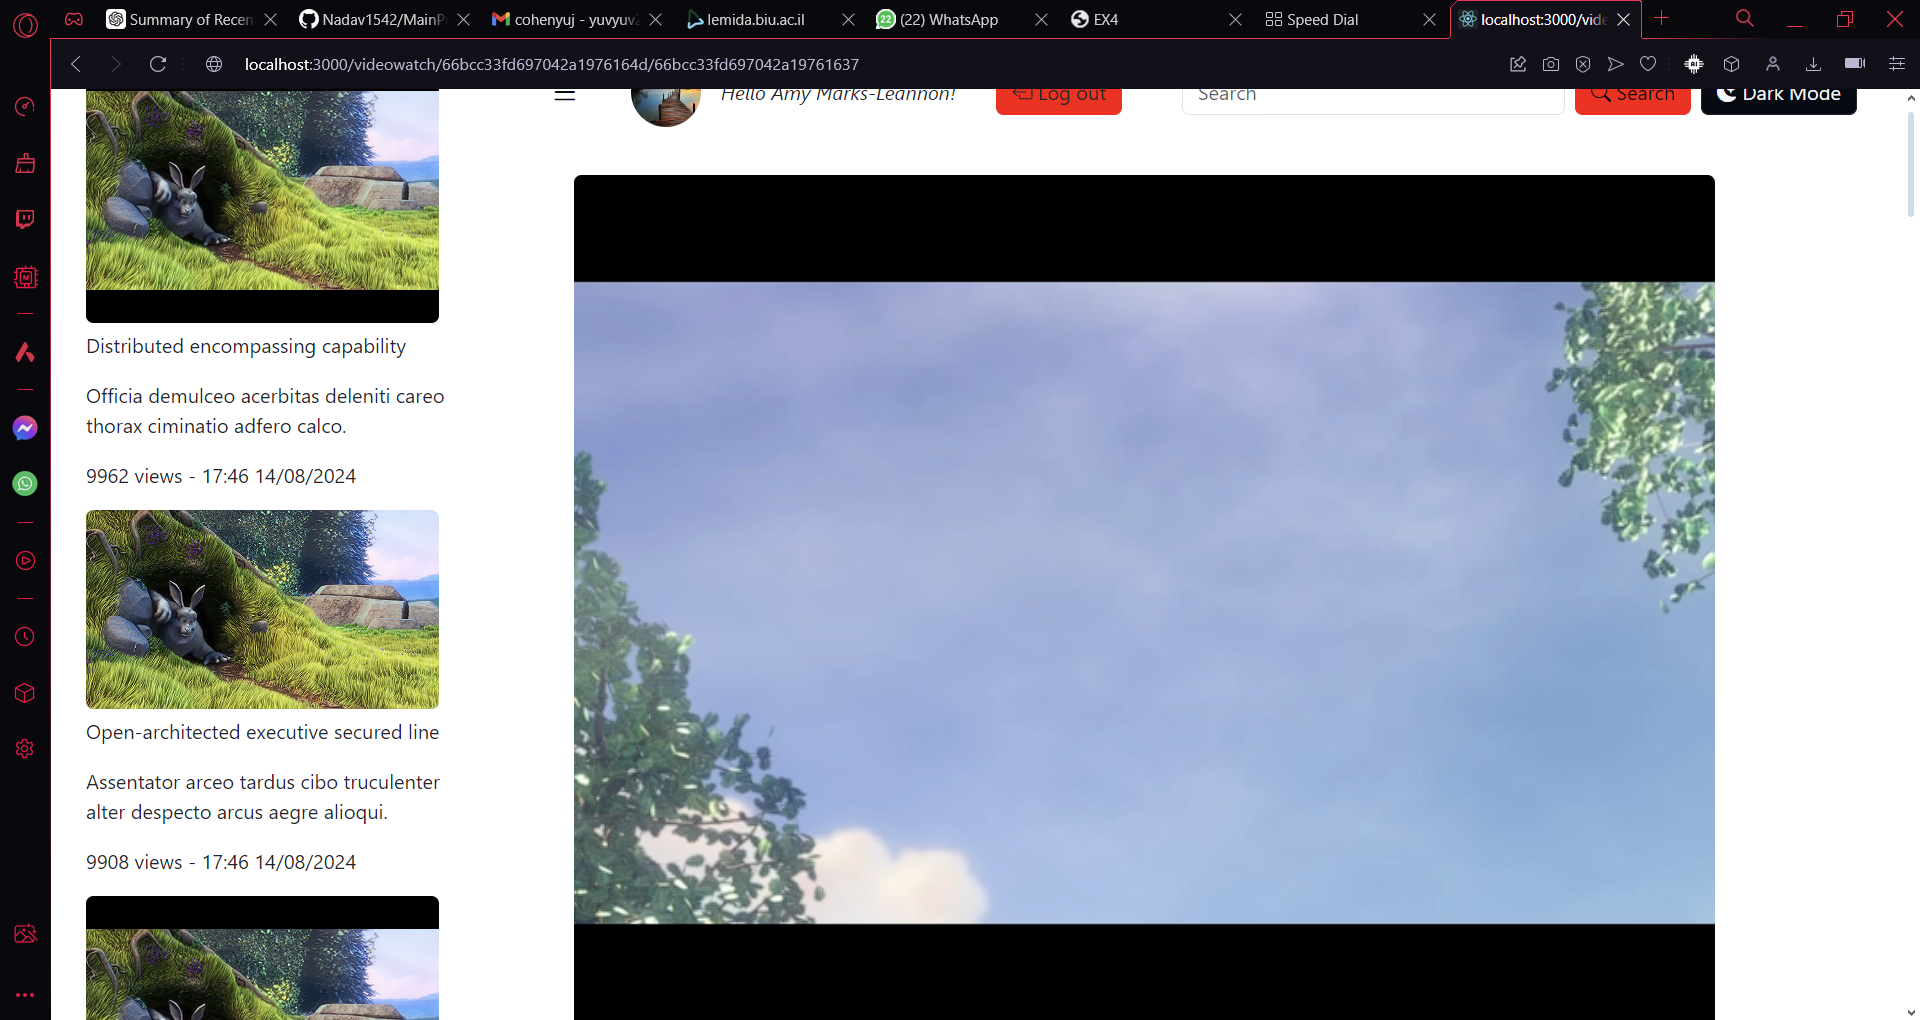 Summary of Recen
Nadav1542/MainP
cohenyuj - yuvyuv2
lemida.biu.ac.il
22
(22) WhatsApp
EX4
Speed Dial
localhost:3000/vide
localhost:3000/videowatch/66bcc33fd697042a1976164d/66bcc33fd697042a19761637
Hello Amy Marks-Leannon!
Log out
Search
Search
Dark Mode
Distributed encompassing capability
Officia demulceo acerbitas deleniti careo
thorax ciminatio adfero calco.
9962 views - 17:46 14/08/2024
Open-architected executive secured line
Assentator arceo tardus cibo truculenter
alter despecto arcus aegre alioqui.
9908 views - 17:46 14/08/2024